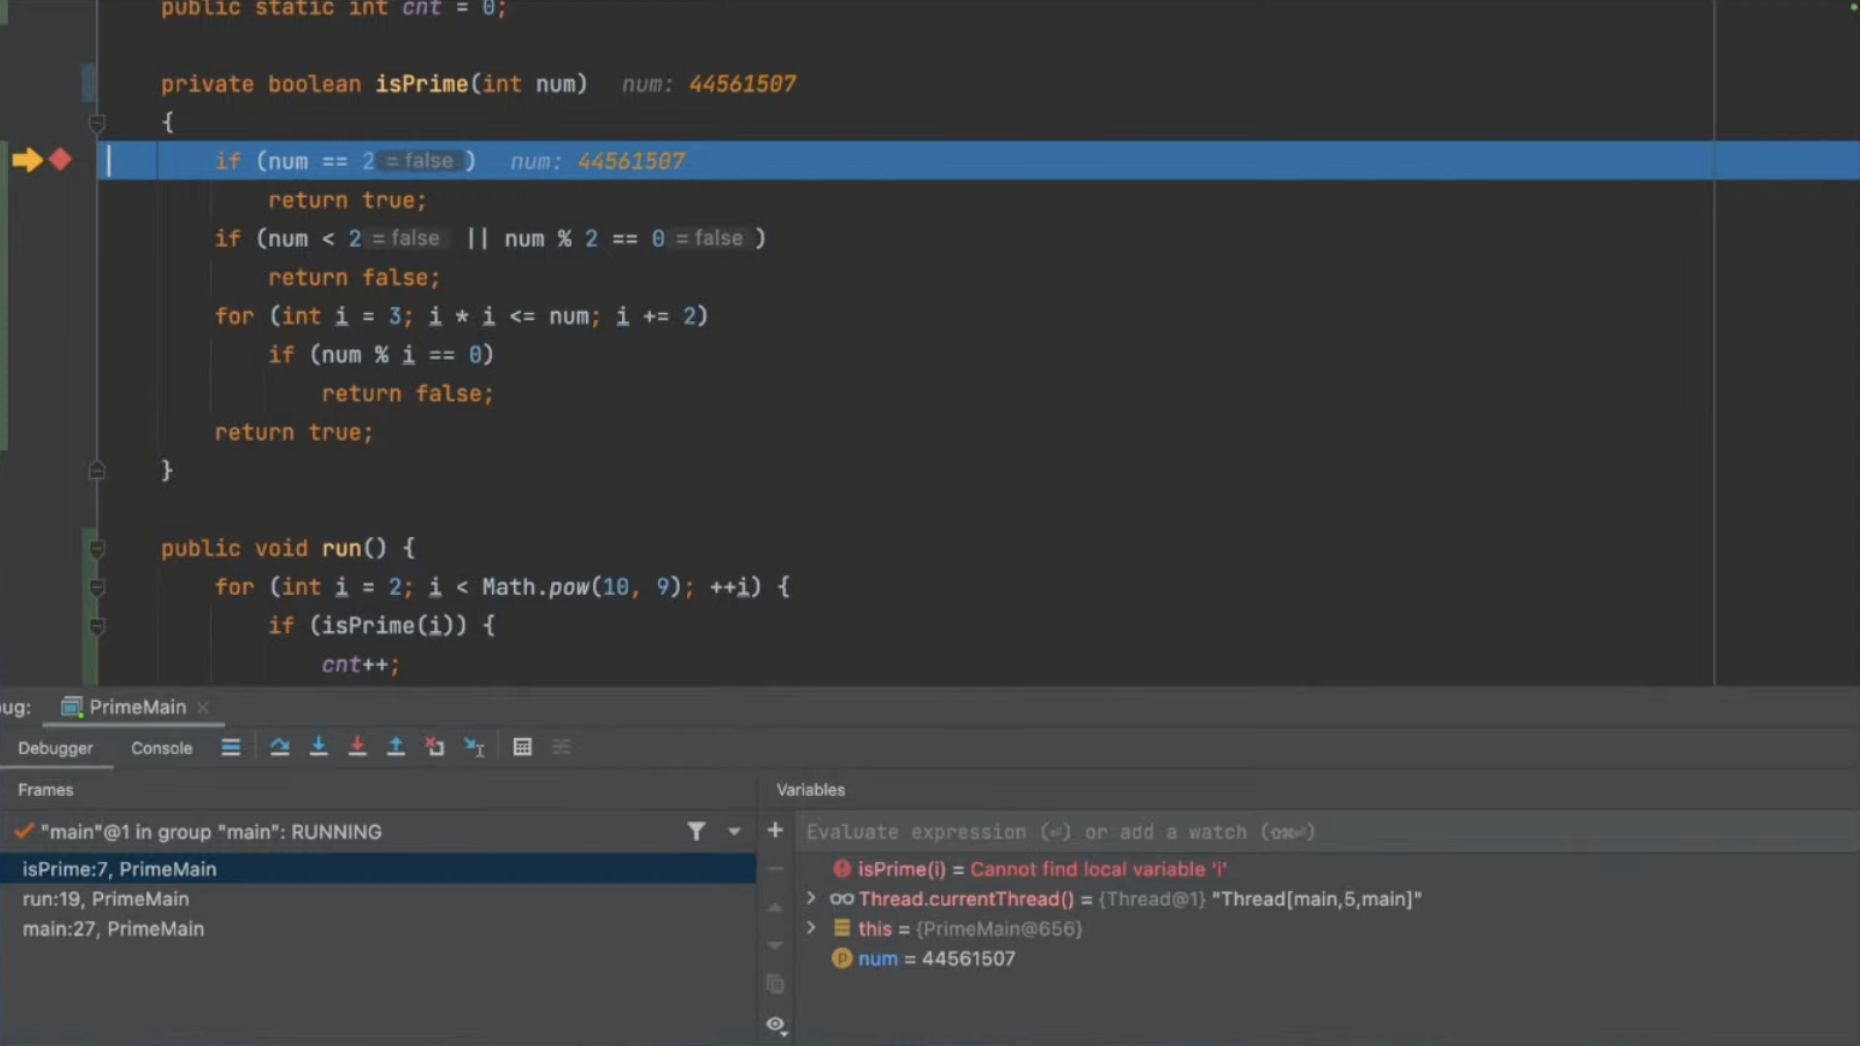 public static int cnt = 0;
private boolean isPrime(int num) num: 44561507
{
if (num == 2 = false ) num: 44561507
return true;
if (num < 2 = false || num % 2 == 0 = false )
return false;
for (int i = 3; i * i <= num; i += 2)
if (num % i == 0)
return false;
return true;
}
public void run() {
for (int i = 2; i < Math.pow(10, 9); ++i) {
if (isPrime(i)) {
cnt++;
ug: PrimeMain
Debugger Console
Frames
Variables
"main"@1 in group "main": RUNNING
Evaluate expression (⏎) or add a watch (⇧⌘⏎)
isPrime:7, PrimeMain
run:19, PrimeMain
main:27, PrimeMain
isPrime(i) = Cannot find local variable 'i'
Thread.currentThread() = {Thread@1} "Thread[main,5,main]"
this = {PrimeMain@656}
num = 44561507